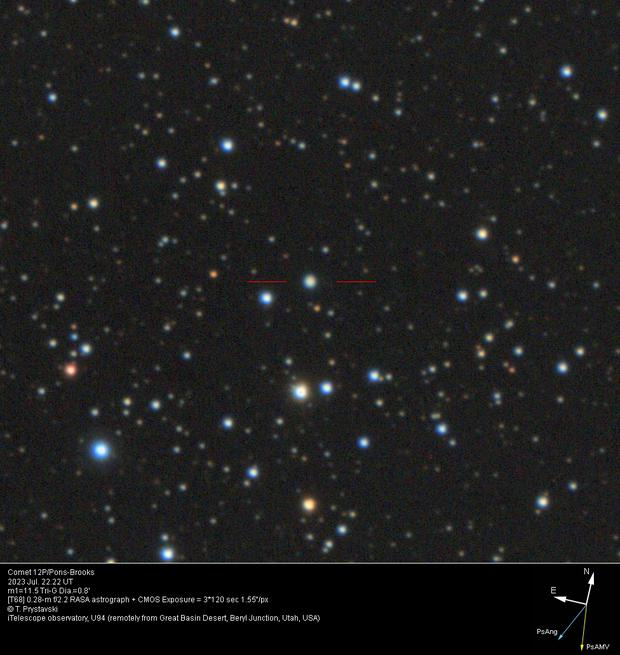 Comet 12P/Pons-Brooks
2023 Jul. 22.22 UT
m1=11.5 Tri-G Dia.=0.8'
[T68] 0.28-m f/2.2 RASA astrograph + CMOS Exposure = 3*120 sec 1.55"/px
© T. Prystavski
iTelescope observatory, U94 (remotely from Great Basin Desert, Beryl Junction, Utah, USA)
N
E
PsAng
PsAMV